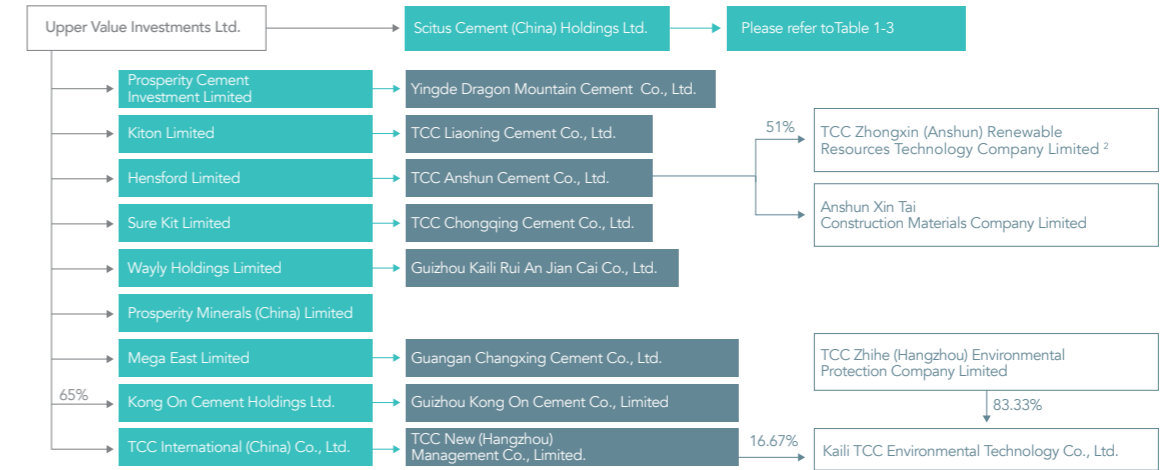 Upper Value Investments Ltd.
Scitus Cement (China) Holdings Ltd.
Please refer toTable 1-3
Prosperity Cement
Investment Limited
Yingde Dragon Mountain Cement Co., Ltd.
Kiton Limited
TCC Liaoning Cement Co., Ltd.
51%
TCC Zhongxin (Anshun) Renewable
Resources Technology Company Limited 2
Hensford Limited
TCC Anshun Cement Co., Ltd.
Anshun Xin Tai
Construction Materials Company Limited
Sure Kit Limited
TCC Chongqing Cement Co., Ltd.
Wayly Holdings Limited
Guizhou Kaili Rui An Jian Cai Co., Ltd.
Prosperity Minerals (China) Limited
Mega East Limited
Guangan Changxing Cement Co., Ltd.
TCC Zhihe (Hangzhou) Environmental
Protection Company Limited
65%
Kong On Cement Holdings Ltd.
Guizhou Kong On Cement Co., Limited
83.33%
TCC International (China) Co., Ltd.
TCC New (Hangzhou)
Management Co., Limited.
16.67%
Kaili TCC Environmental Technology Co., Ltd.